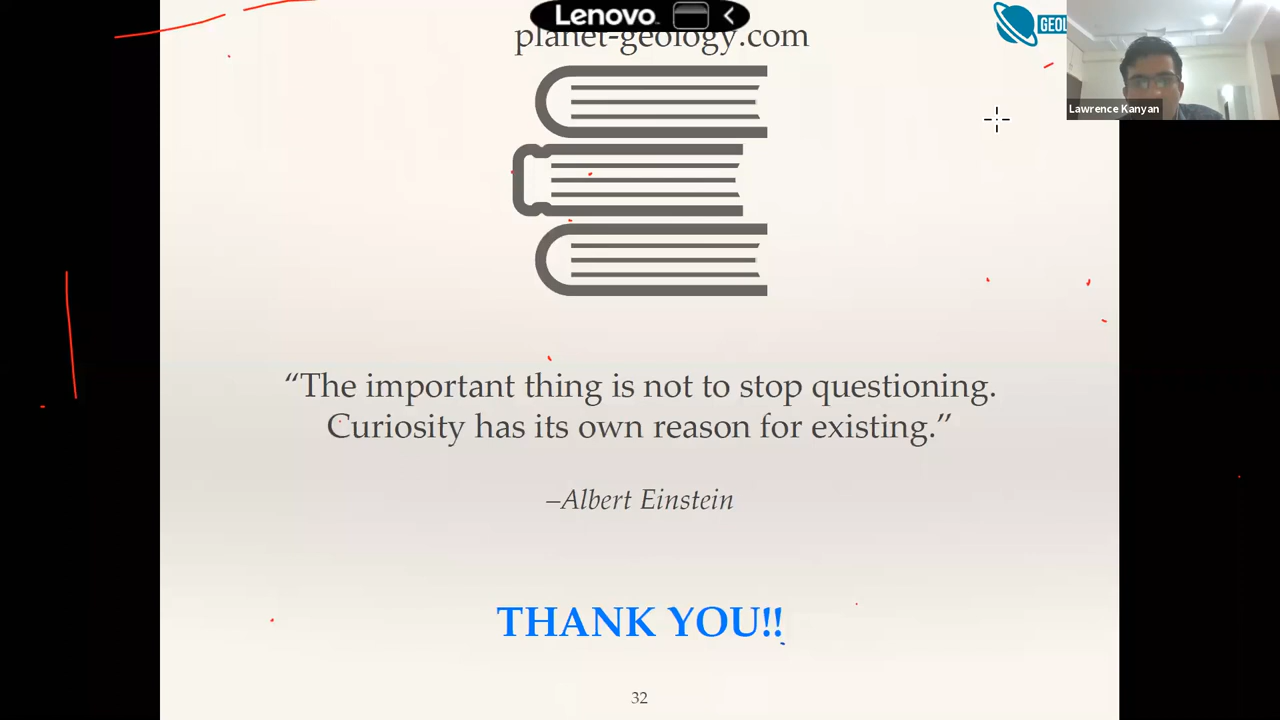 Lenovo
planet-geology.com
GEOL
Lawrence Kanyan
“The important thing is not to stop questioning.
Curiosity has its own reason for existing.”
–Albert Einstein
THANK YOU!!
32